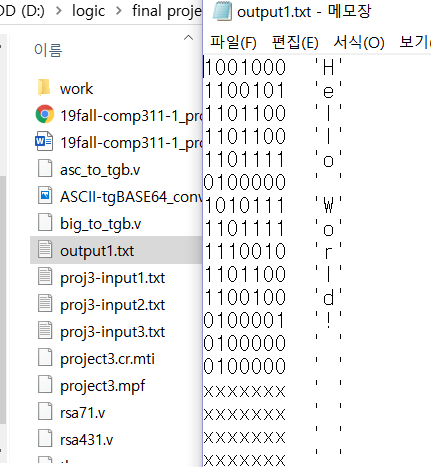 DD (D:) › logic › final proje
이름
work
19fall-comp311-1_pro
19fall-comp311-1_pro
asc_to_tgb.v
ASCII-tgBASE64_conv
big_to_tgb.v
output1.txt
proj3-input1.txt
proj3-input2.txt
proj3-input3.txt
project3.cr.mti
project3.mpf
rsa71.v
rsa431.v
output1.txt - 메모장
파일(F) 편집(E) 서식(O) 보기(
1001000 'H'
1100101 'e'
1101100 'l'
1101100 'l'
1101111 'o'
0100000 ' '
1010111 'W'
1101111 'o'
1110010 'r'
1101100 'l'
1100100 'd'
0100001 '!'
0100000 ' '
0100000 ' '
xxxxxxx ' '
xxxxxxx ' '
xxxxxxx ' '
xxxxxxx ' '